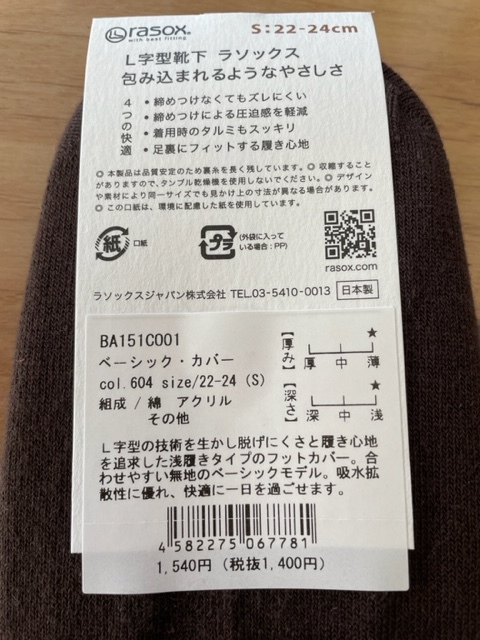 rasox®
with best fitting
S:22-24cm
L字型靴下 ラソックス
包み込まれるようなやさしさ
4つの快適
・締めつけなくてもズレにくい
・締めつけによる圧迫感を軽減
・着用時のタルミもスッキリ
・足裏にフィットする履き心地
◎本製品は品質安定のため裏糸を長く残しています。◎収縮すること
がありますので、タンブル乾燥機を使用しないでください。◎デザイン
や素材により同一サイズでも見かけ上の寸法が異なる場合があります。
◎この口紙は、環境に配慮した紙を使用しています。
紙
口紙
プラ
(外袋に入って
いる場合:PP)
rasox.com
ラソックスジャパン株式会社 TEL.03-5410-0013
日本製
BA151C001
ベーシック・カバー
col.604 size/22-24 (S)
組成 / 綿 アクリル
その他
【厚み】
★
厚 中 薄
【深さ】
★
深 中 浅
L字型の技術を生かし脱げにくさと履き心地
を追求した浅履きタイプのフットカバー。合
わせやすい無地のベーシックモデル。吸水拡
散性に優れ、快適に一日を過ごせます。
4 582275 067781
1,540円 (税抜1,400円)